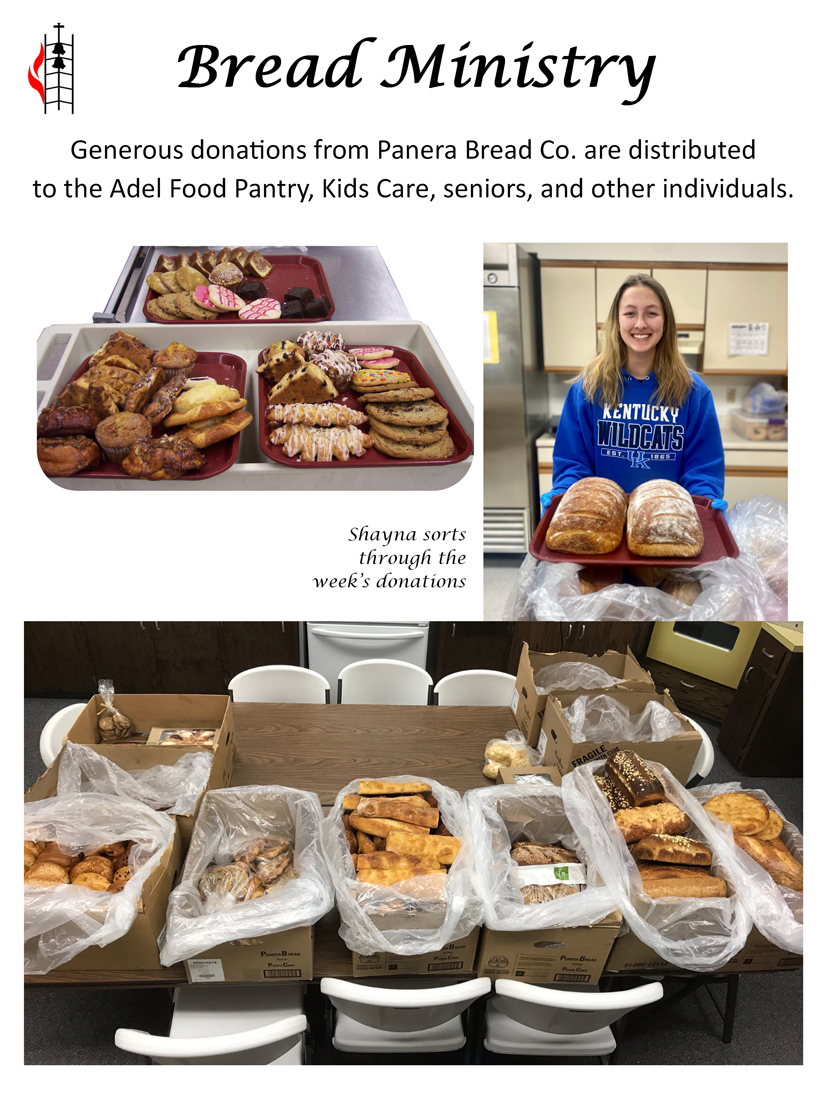 Bread Ministry
Generous donations from Panera Bread Co. are distributed
to the Adel Food Pantry, Kids Care, seniors, and other individuals.
KENTUCKY
WILDCATS
EST. UK 1865
Shayna sorts
through the
week's donations
FRAGILE
PANERA BREAD
PANERA CARES
PANERA BREAD
PANERA CARES
PANERA BREAD
PANERA CARES